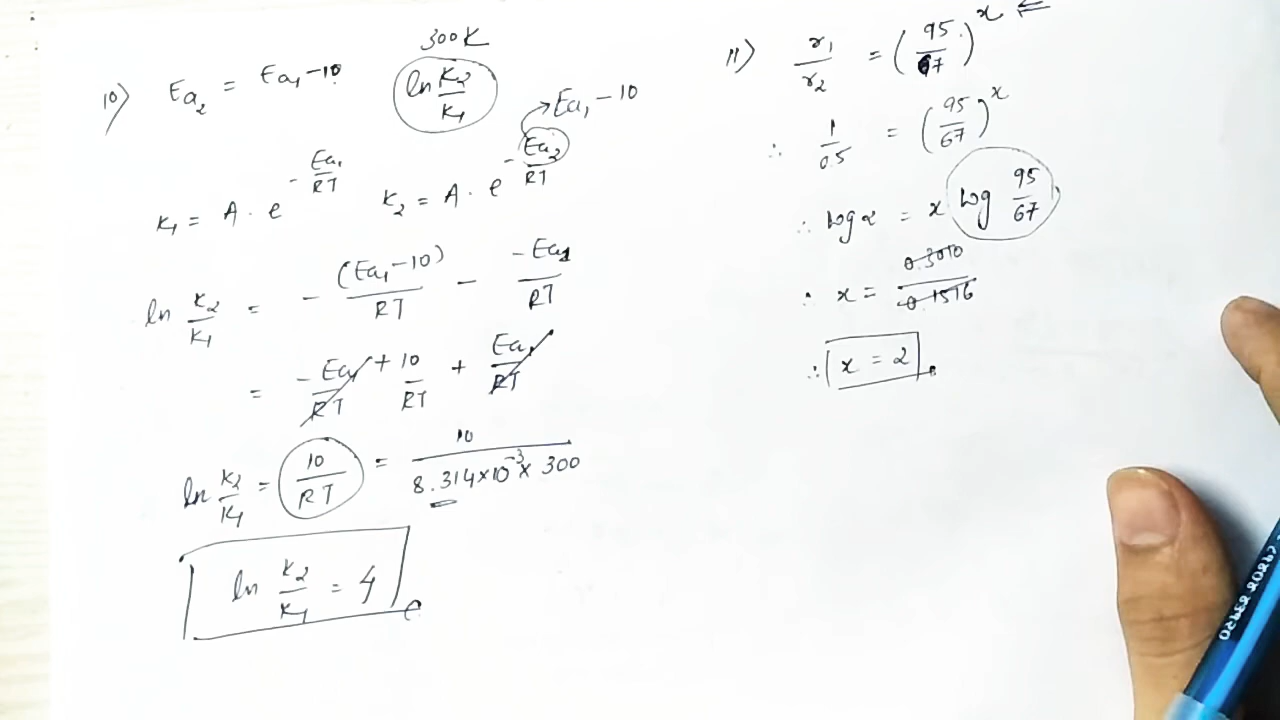 10) Ea₂ = Ea₁ - 10
300K
ln K₂/K₁
Ea₁ - 10
K₁ = A · e^(-Ea₁/RT) K₂ = A · e^(-Ea₂/RT)
ln K₂/K₁ = - (Ea₁ - 10)/RT - -Ea₁/RT
= -Ea₁/RT + 10/RT + Ea₁/RT
ln K₂/K₁ = 10/RT = 10/(8.314×10⁻³ × 300)
ln K₂/K₁ = 4
11) r₁/r₂ = (95/67)^x ⇐
∴ 1/0.5 = (95/67)^x
∴ log 2 = x log 95/67
∴ x = 0.3010/0.1516
∴ x = 2